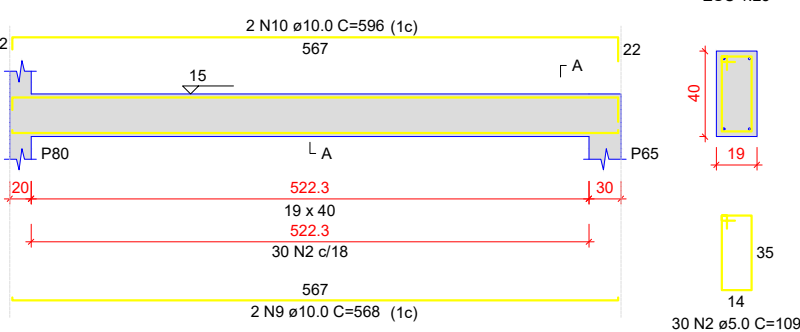 2 N10 ø10.0 C=596 (1c)
2
567
22
A
15
40
A
P80
P65
19
20
522.3
30
19 x 40
522.3
30 N2 c/18
35
567
14
2 N9 ø10.0 C=568 (1c)
30 N2 ø5.0 C=109